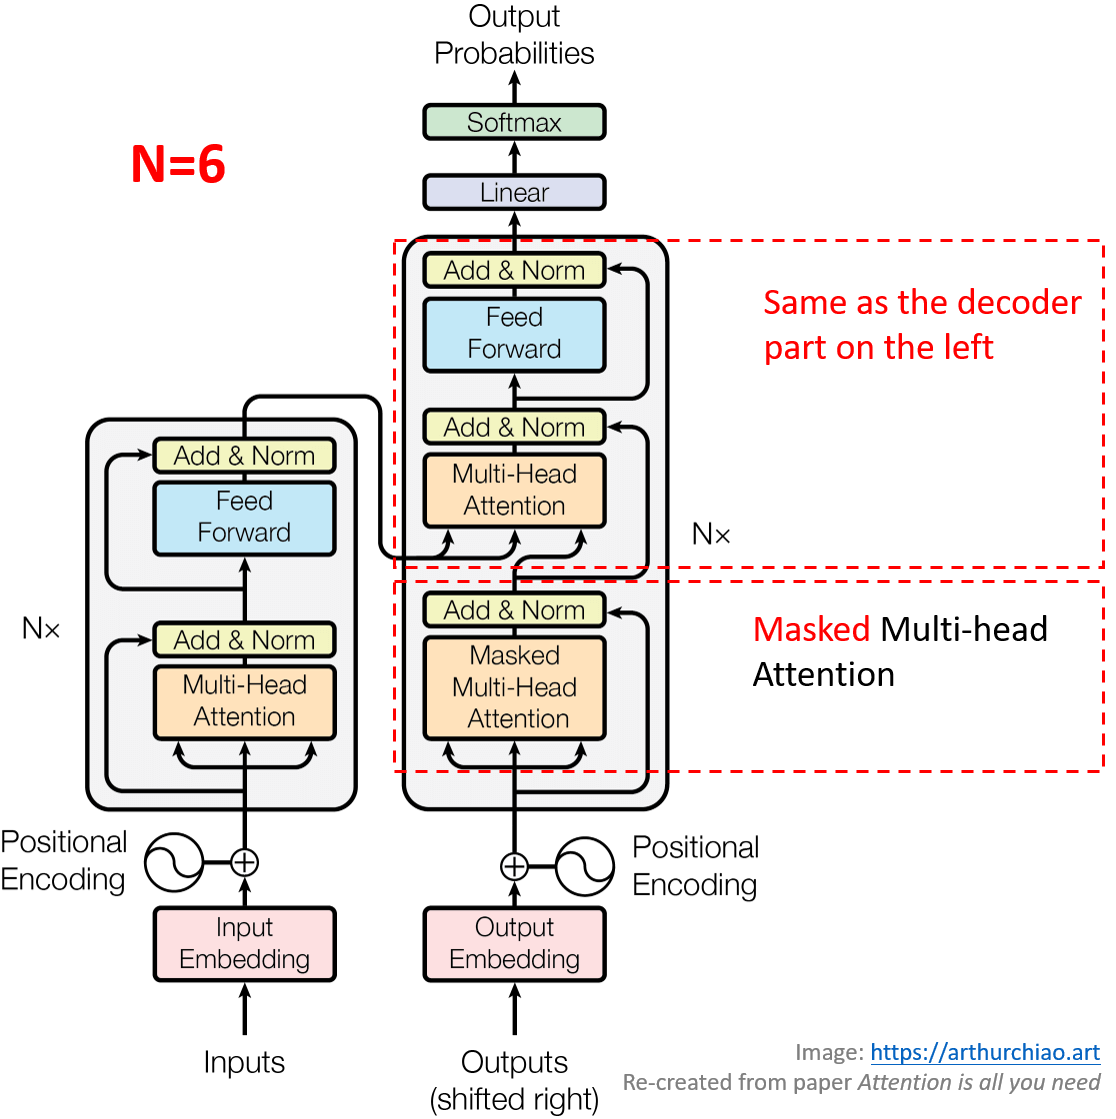 Output
Probabilities
Softmax
N=6
Linear
Add & Norm
Feed
Forward
Same as the decoder
part on the left
Add & Norm
Multi-Head
Attention
N×
Add & Norm
Feed
Forward
N×
Add & Norm
Multi-Head
Attention
Add & Norm
Masked
Multi-Head
Attention
Masked Multi-head
Attention
Positional
Encoding
Positional
Encoding
Input
Embedding
Output
Embedding
Inputs
Outputs
(shifted right)
Image: https://arthurchiao.art
Re-created from paper Attention is all you need